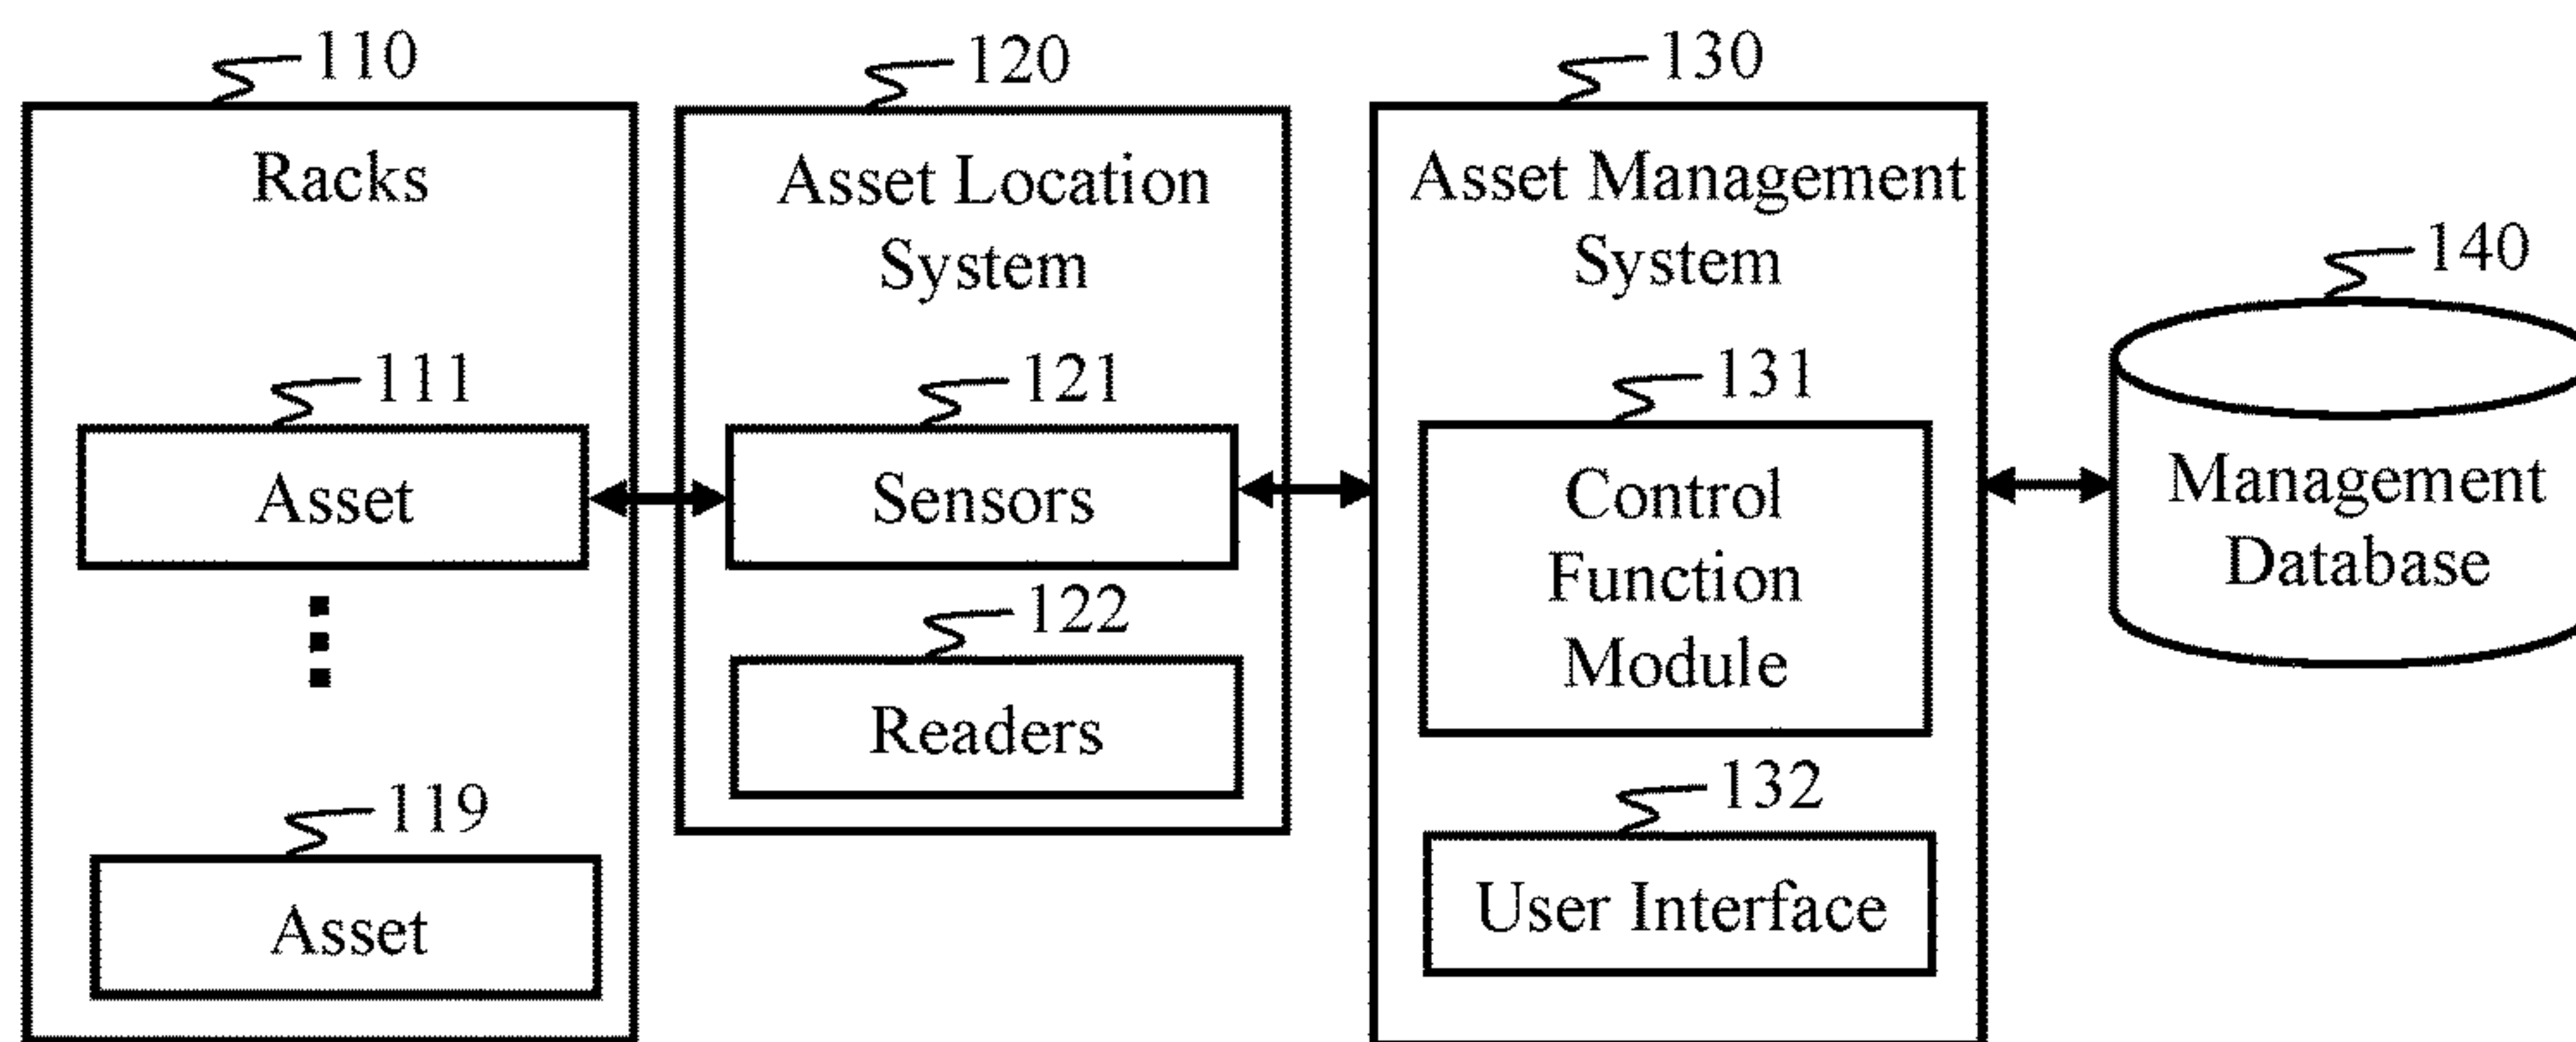 110
Racks
111
Asset
119
Asset
120
Asset Location
System
121
Sensors
122
Readers
130
Asset Management
System
131
Control
Function
Module
132
User Interface
140
Management
Database